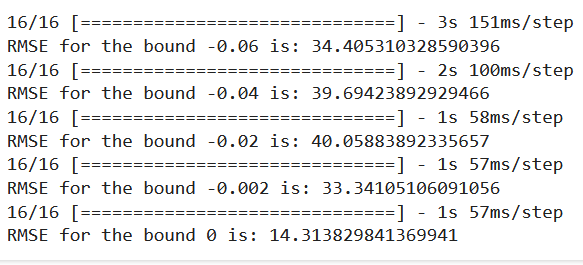 16/16 [==============================] - 3s 151ms/step
RMSE for the bound -0.06 is: 34.405310328590396
16/16 [==============================] - 2s 100ms/step
RMSE for the bound -0.04 is: 39.69423892929466
16/16 [==============================] - 1s 58ms/step
RMSE for the bound -0.02 is: 40.05883892335657
16/16 [==============================] - 1s 57ms/step
RMSE for the bound -0.002 is: 33.34105106091056
16/16 [==============================] - 1s 57ms/step
RMSE for the bound 0 is: 14.313829841369941